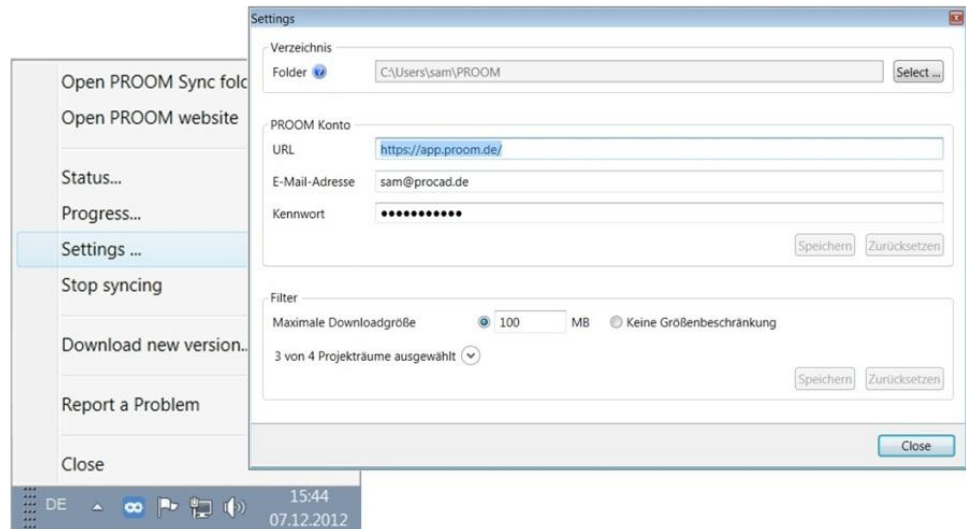 Open PROOM Sync fold
Open PROOM website
Status...
Progress...
Settings ...
Stop syncing
Download new version..
Report a Problem
Close
DE
15:44
07.12.2012
Settings
Verzeichnis
Folder
C:\Users\sam\PROOM
Select ...
PROOM Konto
URL
https://app.proom.de/
E-Mail-Adresse
sam@procad.de
Kennwort
●●●●●●●●●●●
Speichern
Zurücksetzen
Filter
Maximale Downloadgröße
100
MB
Keine Größenbeschränkung
3 von 4 Projekträume ausgewählt
Speichern
Zurücksetzen
Close